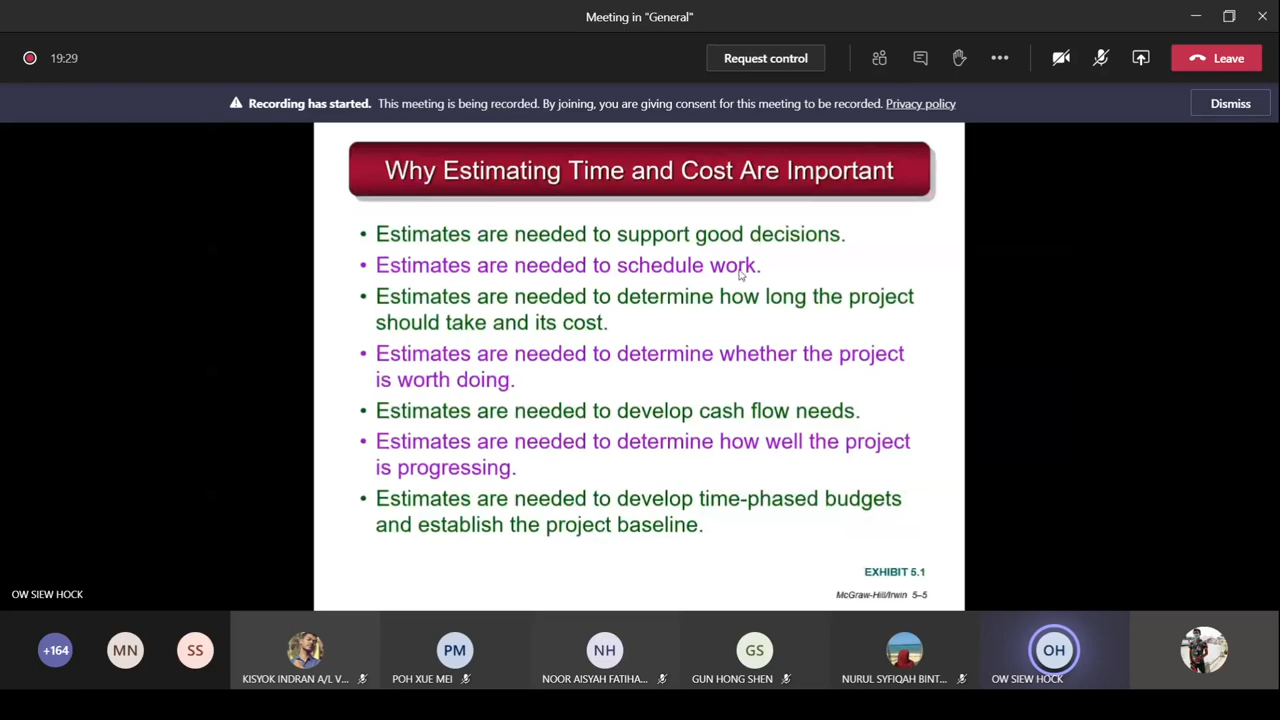 Meeting in "General"
19:29
Request control
Leave
Recording has started. This meeting is being recorded. By joining, you are giving consent for this meeting to be recorded. Privacy policy
Dismiss
Why Estimating Time and Cost Are Important
• Estimates are needed to support good decisions.
• Estimates are needed to schedule work.
• Estimates are needed to determine how long the project
should take and its cost.
• Estimates are needed to determine whether the project
is worth doing.
• Estimates are needed to develop cash flow needs.
• Estimates are needed to determine how well the project
is progressing.
• Estimates are needed to develop time-phased budgets
and establish the project baseline.
EXHIBIT 5.1
McGraw-Hill/Irwin 5–5
OW SIEW HOCK
+164
MN
SS
KISYOK INDRAN A/L V...
PM
POH XUE MEI
NH
NOOR AISYAH FATIHA...
GS
GUN HONG SHEN
NURUL SYFIQAH BINT...
OH
OW SIEW HOCK